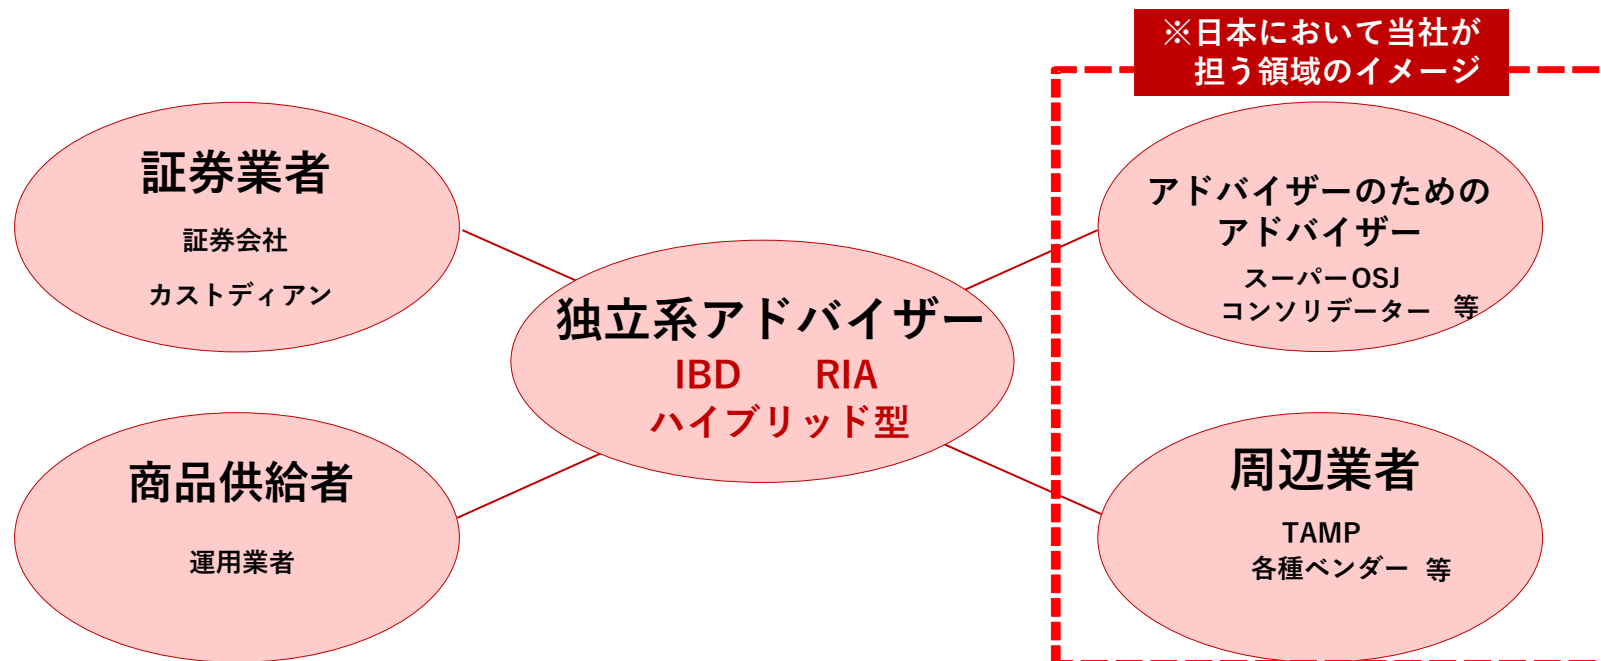 ※日本において当社が
担う領域のイメージ
証券業者
証券会社
カストディアン
アドバイザーのための
アドバイザー
スーパーOSJ
コンソリデーター 等
独立系アドバイザー
IBD RIA
ハイブリッド型
商品供給者
運用業者
周辺業者
TAMP
各種ベンダー 等